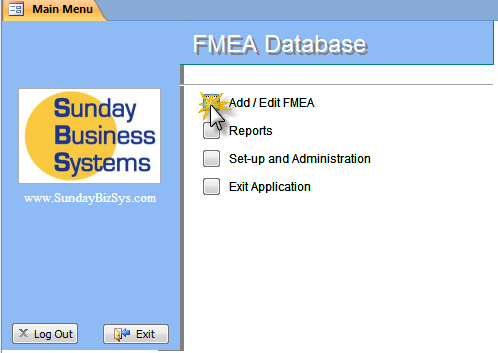 Main Menu
FMEA Database
Sunday
Business
Systems
www.SundayBizSys.com
Add / Edit FMEA
Reports
Set-up and Administration
Exit Application
Log Out
Exit